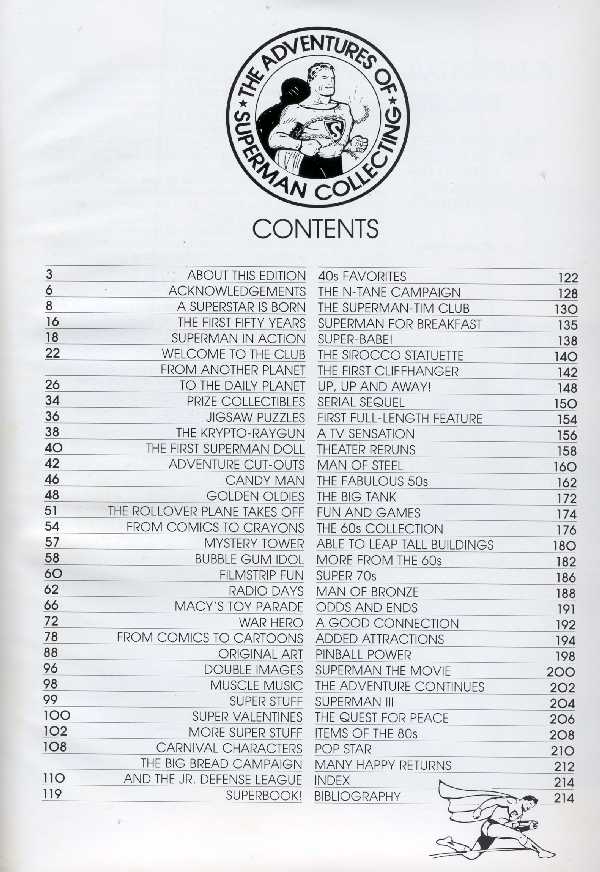 THE ADVENTURES OF
SUPERMAN COLLECTING
S
CONTENTS
3 ABOUT THIS EDITION
6 ACKNOWLEDGEMENTS
8 A SUPERSTAR IS BORN
16 THE FIRST FIFTY YEARS
18 SUPERMAN IN ACTION
22 WELCOME TO THE CLUB
FROM ANOTHER PLANET
26 TO THE DAILY PLANET
34 PRIZE COLLECTIBLES
36 JIGSAW PUZZLES
38 THE KRYPTO-RAYGUN
40 THE FIRST SUPERMAN DOLL
42 ADVENTURE CUT-OUTS
46 CANDY MAN
48 GOLDEN OLDIES
51 THE ROLLOVER PLANE TAKES OFF
54 FROM COMICS TO CRAYONS
57 MYSTERY TOWER
58 BUBBLE GUM IDOL
60 FILMSTRIP FUN
62 RADIO DAYS
66 MACY'S TOY PARADE
72 WAR HERO
78 FROM COMICS TO CARTOONS
88 ORIGINAL ART
96 DOUBLE IMAGES
98 MUSCLE MUSIC
99 SUPER STUFF
100 SUPER VALENTINES
102 MORE SUPER STUFF
108 CARNIVAL CHARACTERS
THE BIG BREAD CAMPAIGN
110 AND THE JR. DEFENSE LEAGUE
119 SUPERBOOK!
40s FAVORITES 122
THE N-TANE CAMPAIGN 128
THE SUPERMAN-TIM CLUB 130
SUPERMAN FOR BREAKFAST 135
SUPER-BABE! 138
THE SIROCCO STATUETTE 140
THE FIRST CLIFFHANGER 142
UP, UP AND AWAY! 148
SERIAL SEQUEL 150
FIRST FULL-LENGTH FEATURE 154
A TV SENSATION 156
THEATER RERUNS 158
MAN OF STEEL 160
THE FABULOUS 50s 162
THE BIG TANK 172
FUN AND GAMES 174
THE 60s COLLECTION 176
ABLE TO LEAP TALL BUILDINGS 180
MORE FROM THE 60s 182
SUPER 70s 186
MAN OF BRONZE 188
ODDS AND ENDS 191
A GOOD CONNECTION 192
ADDED ATTRACTIONS 194
PINBALL POWER 198
SUPERMAN THE MOVIE 200
THE ADVENTURE CONTINUES 202
SUPERMAN III 204
THE QUEST FOR PEACE 206
ITEMS OF THE 80s 208
POP STAR 210
MANY HAPPY RETURNS 212
INDEX 214
BIBLIOGRAPHY 214